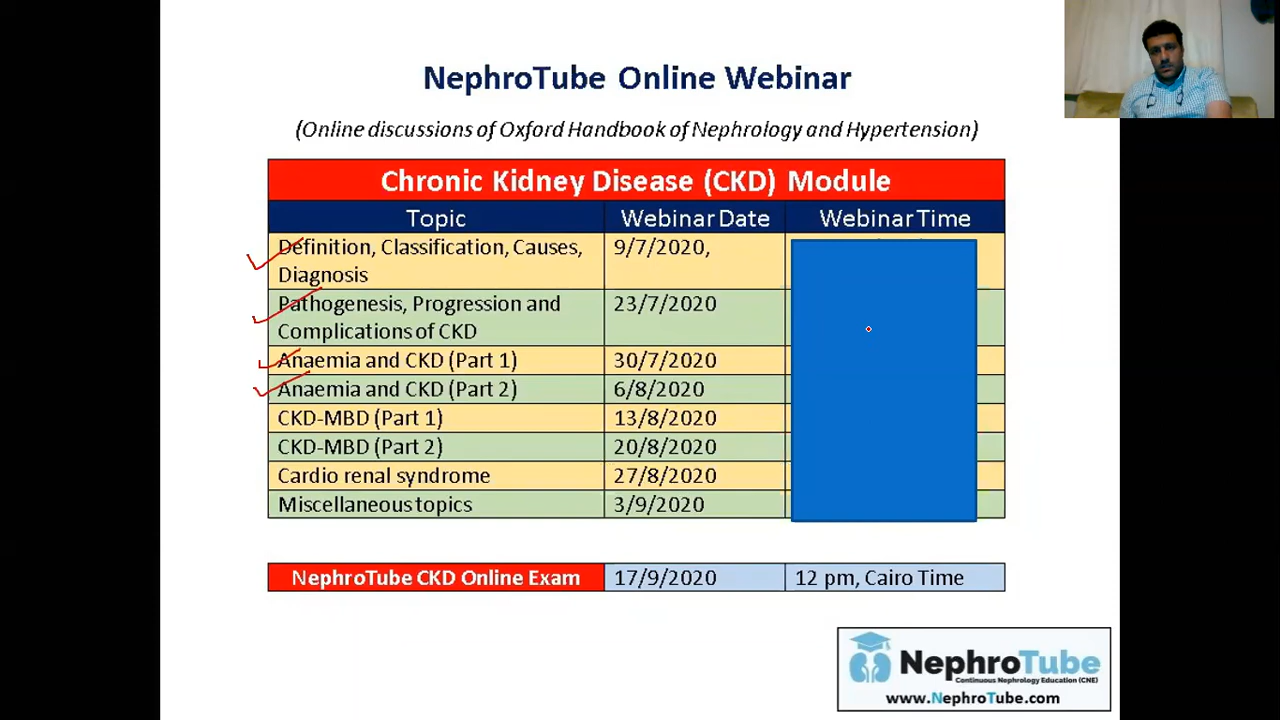 NephroTube Online Webinar
(Online discussions of Oxford Handbook of Nephrology and Hypertension)
Chronic Kidney Disease (CKD) Module
Topic Webinar Date Webinar Time
Definition, Classification, Causes, 9/7/2020,
Diagnosis
Pathogenesis, Progression and 23/7/2020
Complications of CKD
Anaemia and CKD (Part 1) 30/7/2020
Anaemia and CKD (Part 2) 6/8/2020
CKD-MBD (Part 1) 13/8/2020
CKD-MBD (Part 2) 20/8/2020
Cardio renal syndrome 27/8/2020
Miscellaneous topics 3/9/2020
NephroTube CKD Online Exam 17/9/2020 12 pm, Cairo Time
NephroTube
Continuous Nephrology Education (CNE)
www.NephroTube.com